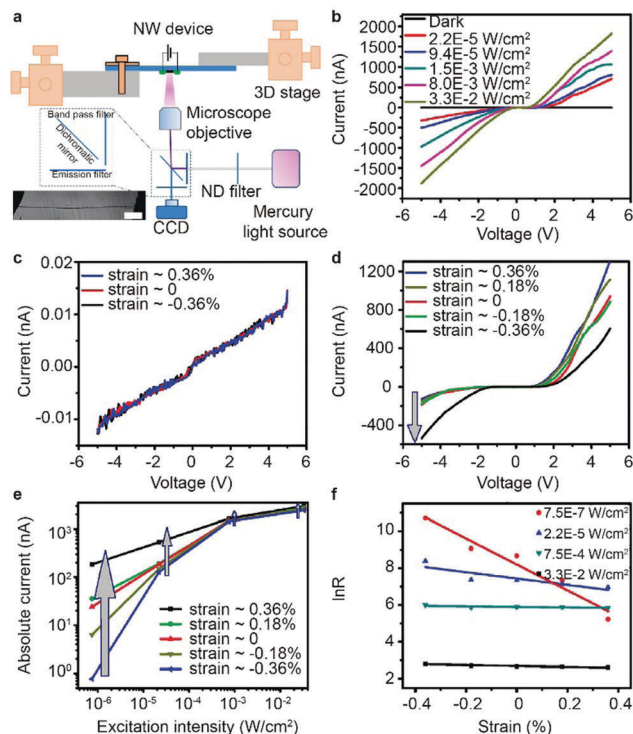 a
NW device
3D stage
Microscope
objective
Band pass filter
Dichromatic
mirror
Emission filter
ND filter
CCD
Mercury
light source
b
Current (nA)
2000
1500
1000
500
0
-500
-1000
-1500
-2000
Dark
2.2E-5 W/cm²
9.4E-5 W/cm²
1.5E-3 W/cm²
8.0E-3 W/cm²
3.3E-2 W/cm²
-6 -4 -2 0 2 4 6
Voltage (V)
c
Current (nA)
0.02
0.01
0.00
-0.01
strain ~ 0.36%
strain ~ 0
strain ~ -0.36%
-6 -4 -2 0 2 4 6
Voltage (V)
d
Current (nA)
1200
800
400
0
-400
strain ~ 0.36%
strain ~ 0.18%
strain ~ 0
strain ~ -0.18%
strain ~ -0.36%
-6 -4 -2 0 2 4 6
Voltage (V)
e
Absolute current (nA)
10³
10²
10¹
10⁰
strain ~ 0.36%
strain ~ 0.18%
strain ~ 0
strain ~ -0.18%
strain ~ -0.36%
10⁻⁶ 10⁻⁵ 10⁻⁴ 10⁻³ 10⁻²
Excitation intensity (W/cm²)
f
lnR
10
8
6
4
2
7.5E-7 W/cm²
2.2E-5 W/cm²
7.5E-4 W/cm²
3.3E-2 W/cm²
-0.4 -0.2 0.0 0.2 0.4
Strain (%)